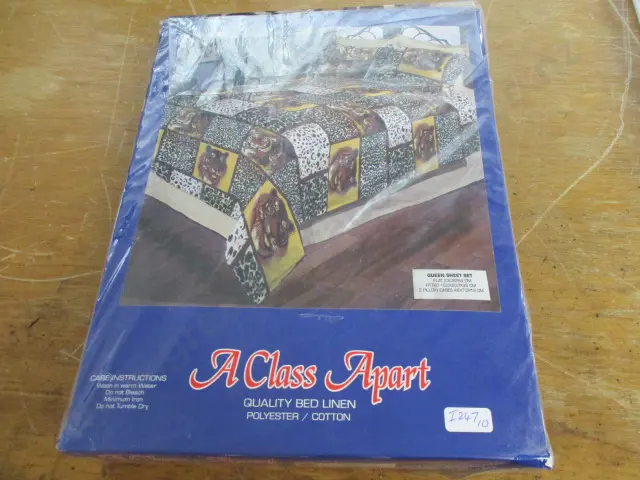 QUEEN SHEET SET
A Class Apart
QUALITY BED LINEN
POLYESTER / COTTON
CARE INSTRUCTIONS
Wash in warm Water
Do not Bleach
Minimum Iron
Do not Tumble Dry
I247/10